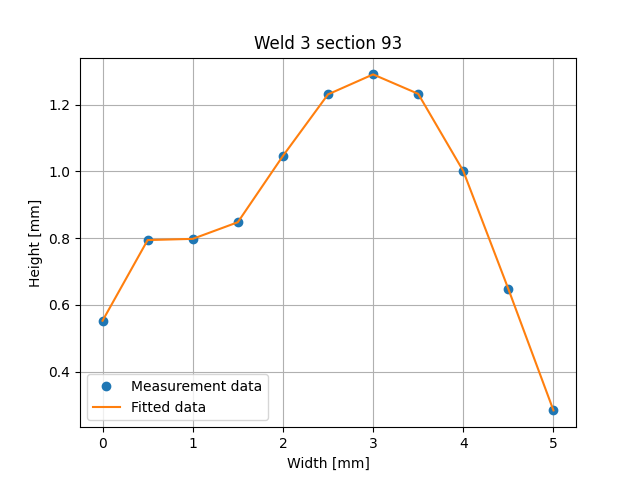 Weld 3 section 93
Height [mm]
1.2
1.0
0.8
0.6
0.4
Measurement data
Fitted data
0 1 2 3 4 5
Width [mm]